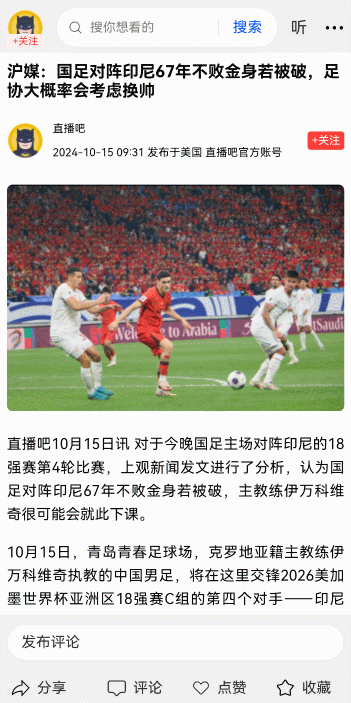 +关注
搜你想看的
搜索
听
沪媒：国足对阵印尼67年不败金身若被破，足
协大概率会考虑换帅
直播吧
2024-10-15 09:31 发布于美国 直播吧官方账号
+关注
Welcome to Arabia
Saudi
直播吧10月15日讯 对于今晚国足主场对阵印尼的18
强赛第4轮比赛，上观新闻发文进行了分析，认为国
足对阵印尼67年不败金身若被破，主教练伊万科维
奇很可能会就此下课。
10月15日，青岛青春足球场，克罗地亚籍主教练伊
万科维奇执教的中国男足，将在这里交锋2026美加
墨世界杯亚洲区18强赛C组的第四个对手——印尼
发布评论
分享
评论
点赞
收藏